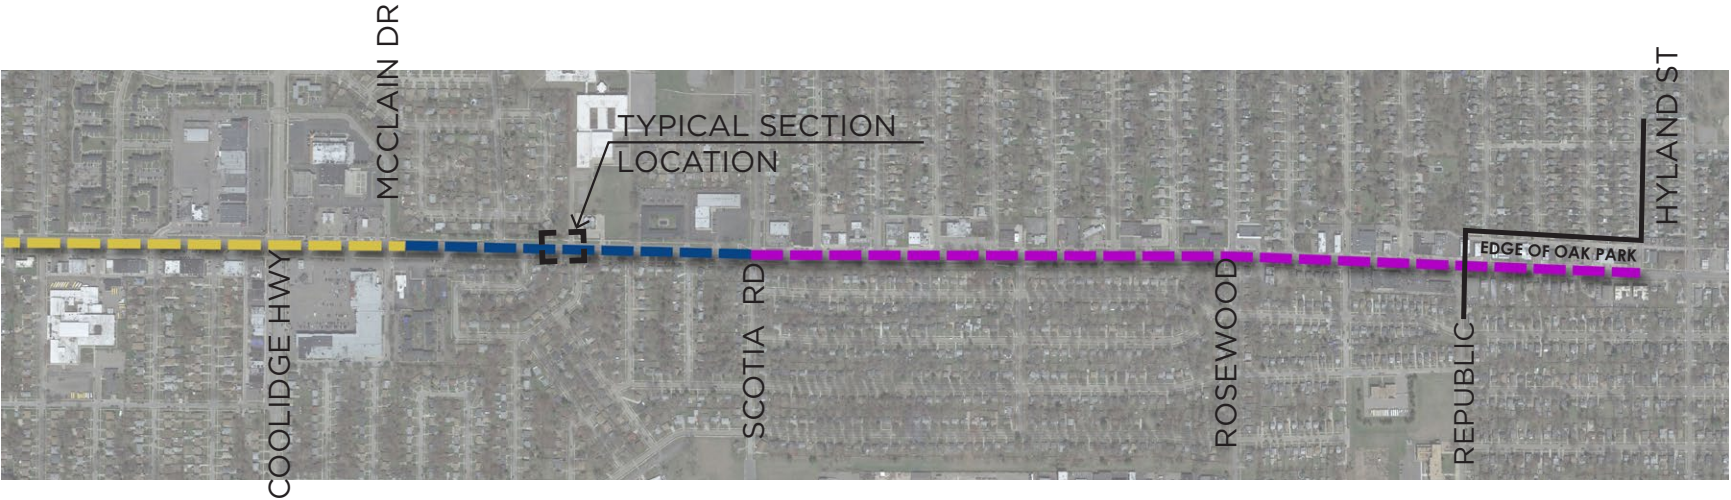 MCCLAIN DR
TYPICAL SECTION
LOCATION
HYLAND ST
EDGE OF OAK PARK
COOLIDGE HWY
SCOTIA RD
ROSEWOOD
REPUBLIC